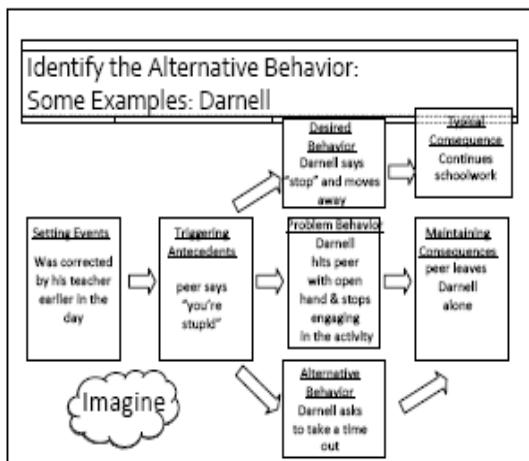 Identify the Alternative Behavior:
Some Examples: Darnell
Desired
Behavior
Darnell says
"stop" and moves
away
Typical
Consequence
Continues
schoolwork
Setting Events
Was corrected
by his teacher
earlier in the
day
Triggering
Antecedents
peer says
"you're
stupid"
Problem Behavior
Darnell
hits peer
with open
hand & stops
engaging
in the activity
Maintaining
Consequences
peer leaves
Darnell
alone
Alternative
Behavior
Darnell asks
to take a time
out
Imagine